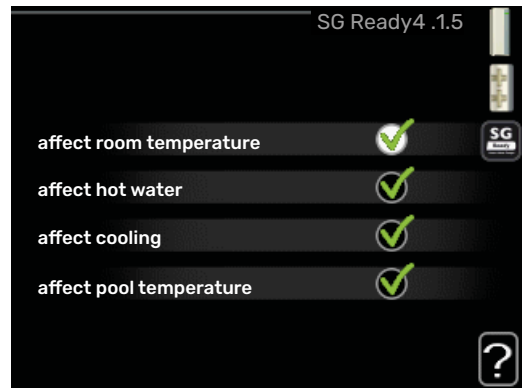 SG Ready4 .1.5
SG
Ready
affect room temperature
affect hot water
affect cooling
affect pool temperature
?